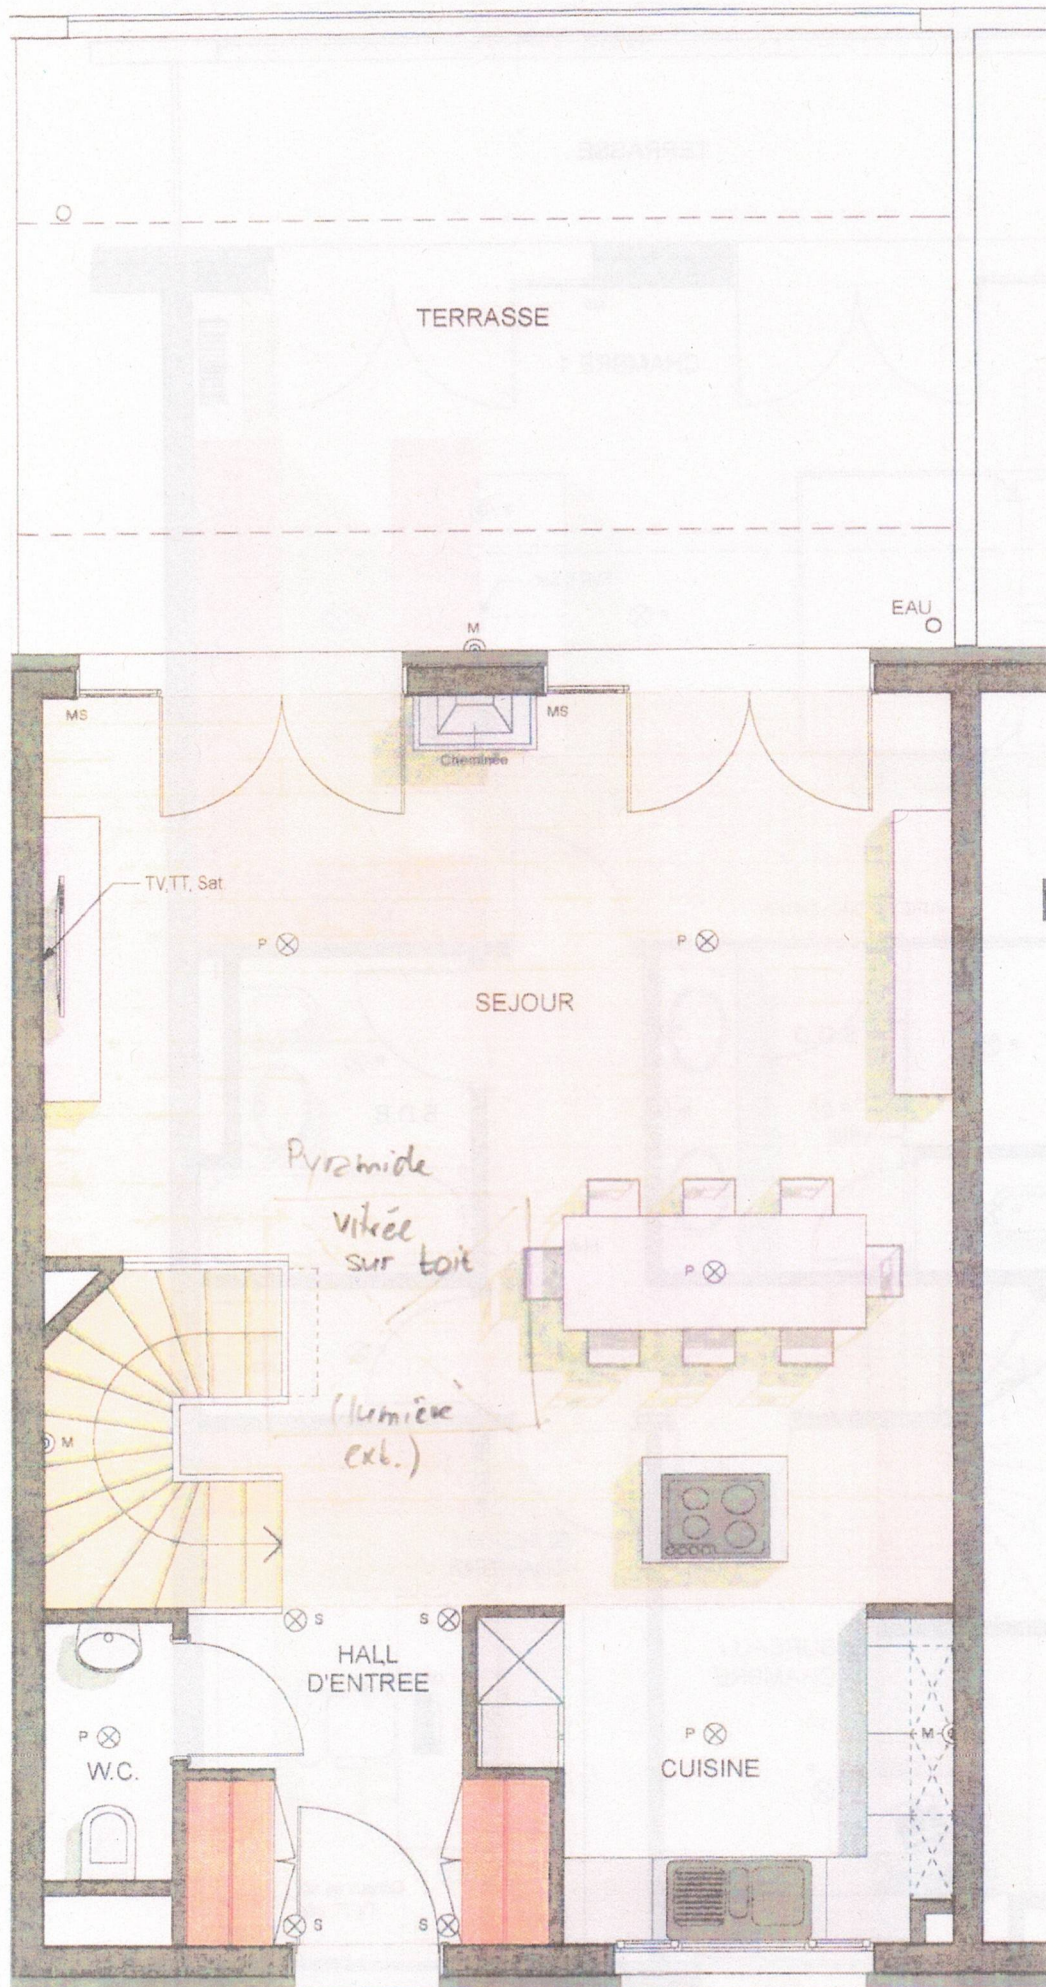 TERRASSE
EAU
M
MS
MS
Cheminée
TV,TT, Sat.
P
P
SEJOUR
Pyramide
vitrée
sur toit
P
(lumière
ext.)
M
S
S
HALL
D'ENTREE
P
W.C.
P
M
CUISINE
S
S